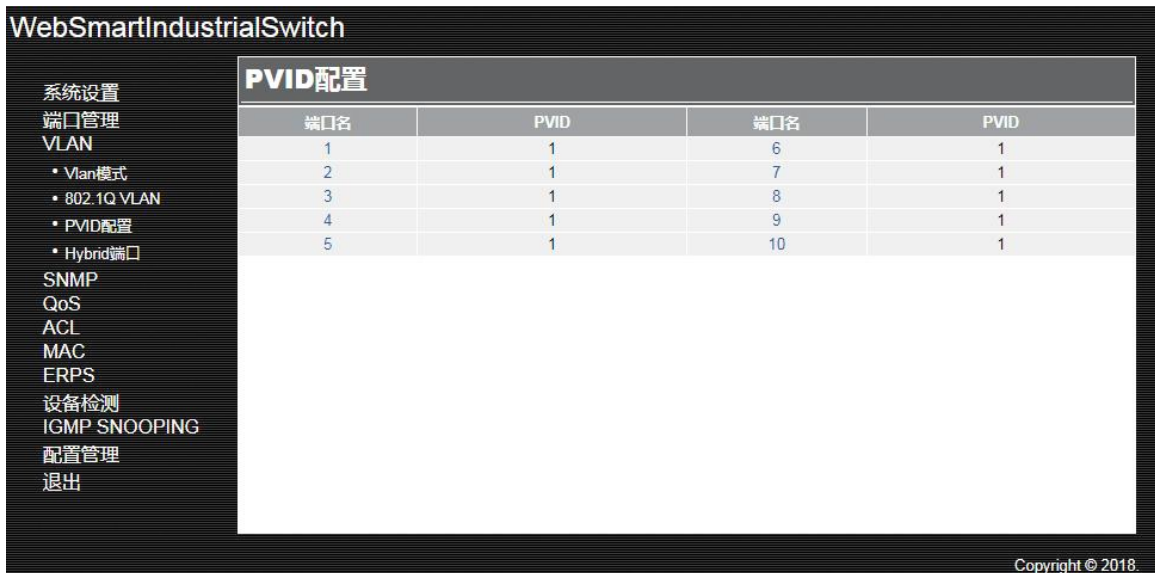 WebSmartIndustrialSwitch
系统设置
端口管理
VLAN
• Vlan模式
• 802.1Q VLAN
• PVID配置
• Hybrid端口
SNMP
QoS
ACL
MAC
ERPS
设备检测
IGMP SNOOPING
配置管理
退出
PVID配置
端口名 PVID 端口名 PVID
1 1 6 1
2 1 7 1
3 1 8 1
4 1 9 1
5 1 10 1
Copyright © 2018.